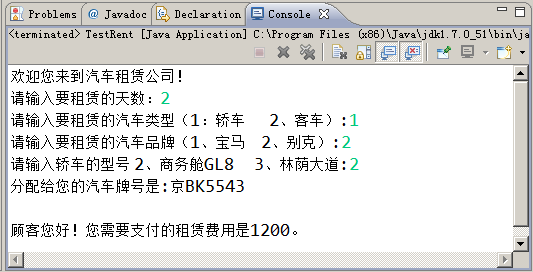 Problems @ Javadoc Declaration Console
<terminated> TestRent [Java Application] C:\Program Files (x86)\Java\jdk1.7.0_51\bin\ja
欢迎您来到汽车租赁公司!
请输入要租赁的天数：2
请输入要租赁的汽车类型（1：轿车 2、客车）:1
请输入要租赁的汽车品牌（1、宝马 2、别克）:2
请输入轿车的型号 2、商务舱GL8 3、林荫大道:2
分配给您的汽车牌号是:京BK5543
顾客您好! 您需要支付的租赁费用是1200。